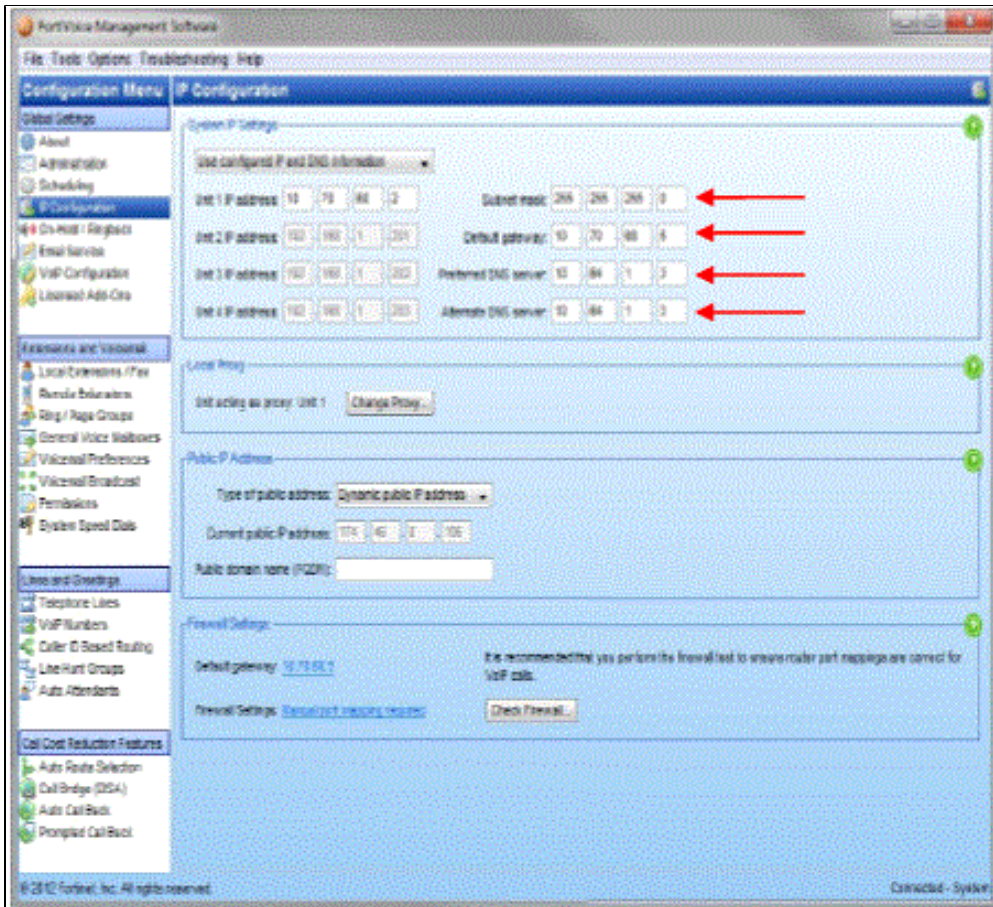 FortiVoice Management Software
File Tools Options Troubleshooting Help
Configuration Menu
IP Configuration
Global Settings
About
Administration
Scheduling
IP Configuration
On-Hold / Ringback
Email Service
VoIP Configuration
Licensed Add-Ons
Extensions and Voicemail
Local Extensions / Fax
Remote Extensions
Ring / Page Groups
General Voice Mailboxes
Voicemail Preferences
Voicemail Broadcast
Permissions
System Speed Dials
Lines and Greetings
Telephone Lines
VoIP Numbers
Caller ID Based Routing
Line Hunt Groups
Auto Attendants
Call Cost Reduction Features
Auto Route Selection
Call Bridge (DISA)
Auto Call Back
Prompted Call Back
System IP Settings
Use configured IP and DNS information
Unit 1 IP address: 10 .70 . .2 Subnet mask: 255 .255 .255 .0
Unit 2 IP address: 192 .168 .1 .201 Default gateway: 10 .70 .
Unit 3 IP address: 192 .168 .1 .202 Preferred DNS server: 10 .64 .1
Unit 4 IP address: 192 .168 .1 .203 Alternate DNS server: 10 .64 .1
Local Proxy
Unit acting as proxy: Unit 1 Change Proxy...
Public IP Address
Type of public address: Dynamic public IP address
Current public IP address:
Public domain name (FQDN):
Firewall Settings
Default gateway:
It is recommended that you perform the firewall test to ensure router port mappings are correct for
VoIP calls.
Firewall Settings: Manual port mapping required Check Firewall...
© 2012 Fortinet, Inc. All rights reserved.
Connected - System